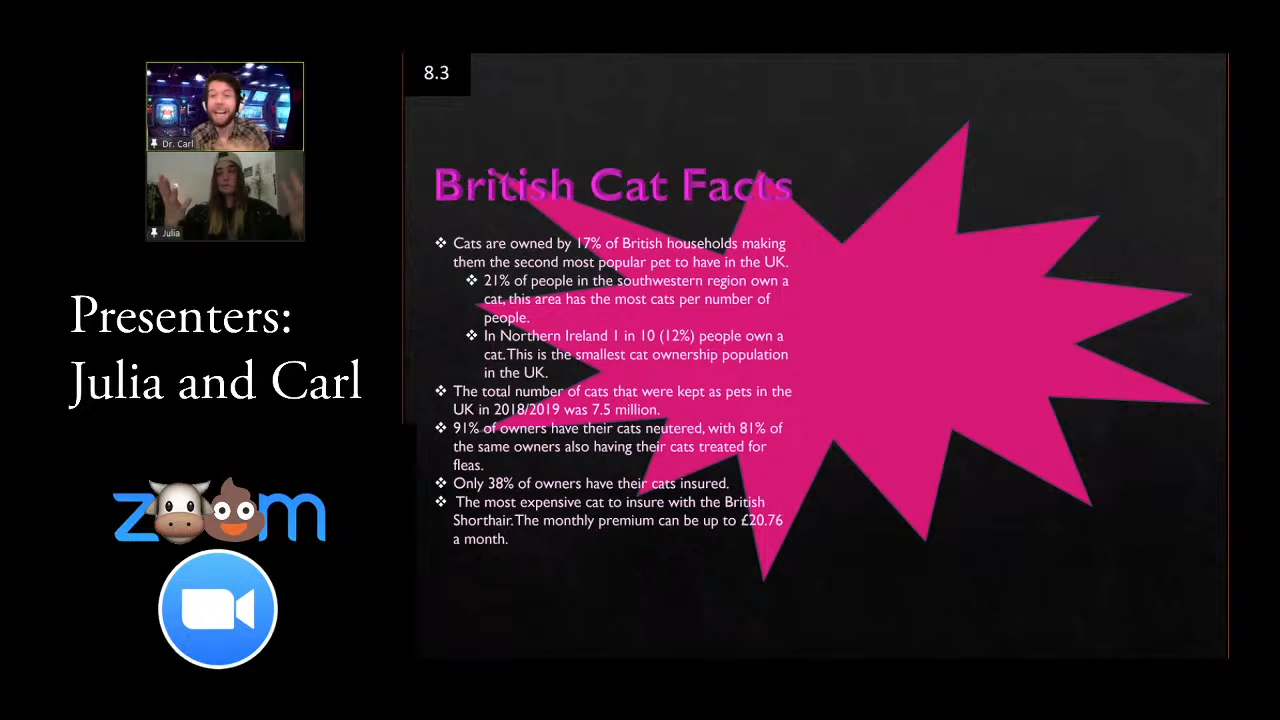 8.3
Dr. Carl
Julia
Presenters:
Julia and Carl
zm
British Cat Facts
❖ Cats are owned by 17% of British households making
them the second most popular pet to have in the UK.
❖ 21% of people in the southwestern region own a
cat, this area has the most cats per number of
people.
❖ In Northern Ireland 1 in 10 (12%) people own a
cat. This is the smallest cat ownership population
in the UK.
❖ The total number of cats that were kept as pets in the
UK in 2018/2019 was 7.5 million.
❖ 91% of owners have their cats neutered, with 81% of
the same owners also having their cats treated for
fleas.
❖ Only 38% of owners have their cats insured.
❖ The most expensive cat to insure with the British
Shorthair. The monthly premium can be up to £20.76
a month.